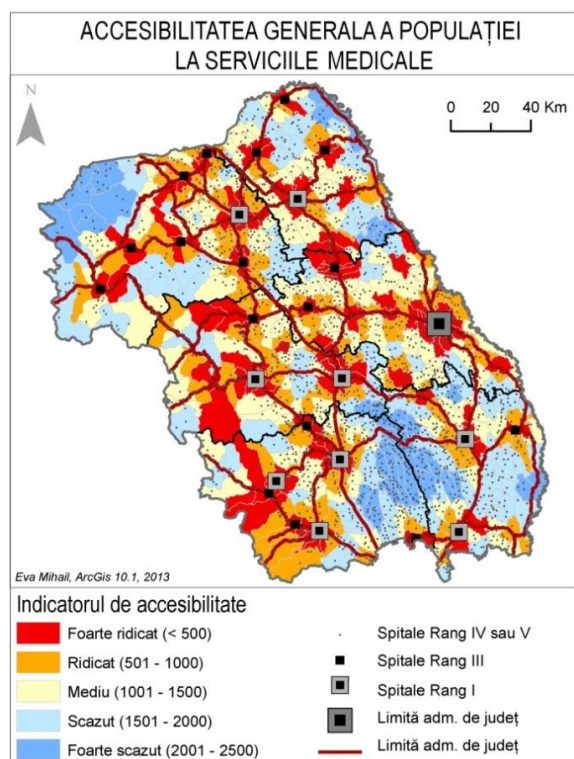 ACCESIBILITATEA GENERALA A POPULAȚIEI
LA SERVICIILE MEDICALE
N
0 20 40 Km
Eva Mihail, ArcGis 10.1, 2013
Indicatorul de accesibilitate
Foarte ridicat (< 500)
Ridicat (501 - 1000)
Mediu (1001 - 1500)
Scazut (1501 - 2000)
Foarte scazut (2001 - 2500)
Spitale Rang IV sau V
Spitale Rang III
Spitale Rang I
Limită adm. de județ
Limită adm. de județ